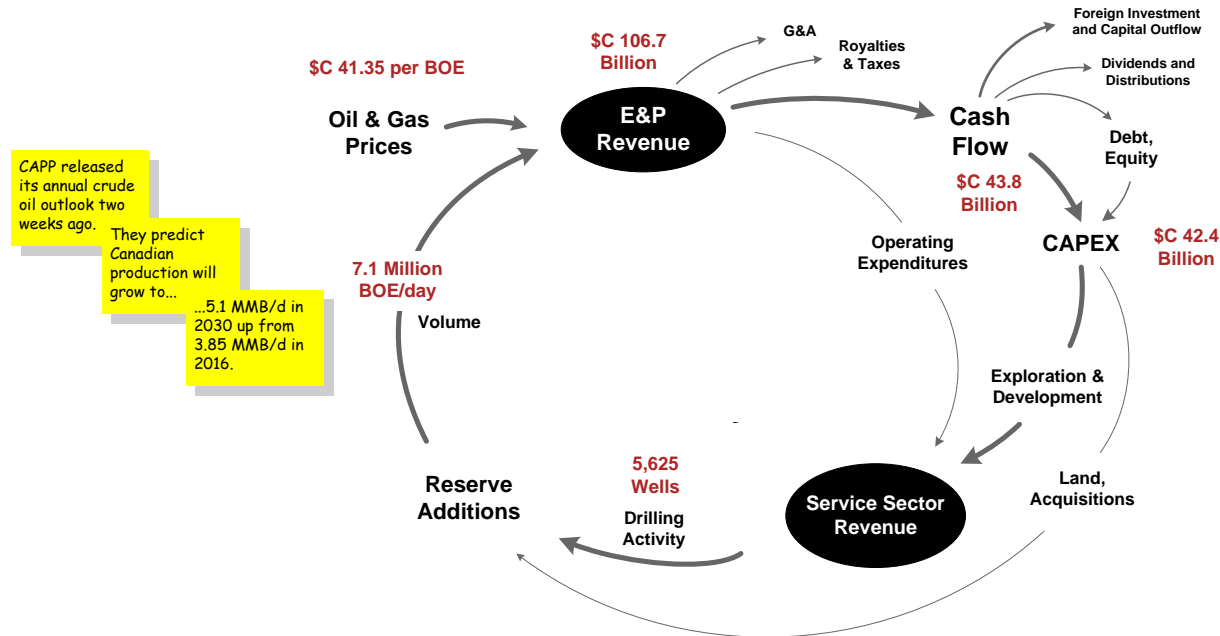 $C 41.35 per BOE
Oil & Gas
Prices
$C 106.7
Billion
E&P
Revenue
G&A
Royalties
& Taxes
Foreign Investment
and Capital Outflow
Dividends and
Distributions
Cash
Flow
Debt,
Equity
$C 43.8
Billion
CAPEX
$C 42.4
Billion
Operating
Expenditures
Exploration &
Development
Land,
Acquisitions
Service Sector
Revenue
5,625
Wells
Drilling
Activity
Reserve
Additions
7.1 Million
BOE/day
Volume
CAPP released
its annual crude
oil outlook two
weeks ago.
They predict
Canadian
production will
grow to...
...5.1 MMB/d in
2030 up from
3.85 MMB/d in
2016.